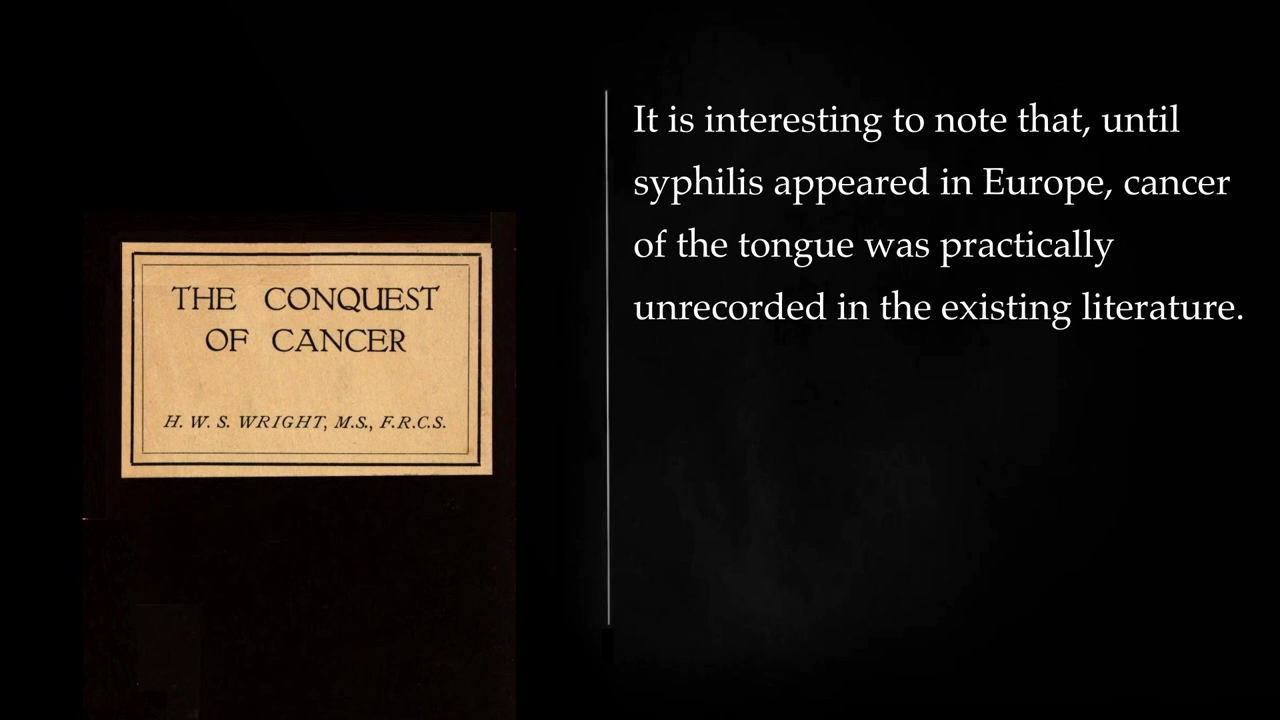 THE CONQUEST
OF CANCER
H. W. S. WRIGHT, M.S., F.R.C.S.
It is interesting to note that, until
syphilis appeared in Europe, cancer
of the tongue was practically
unrecorded in the existing literature.